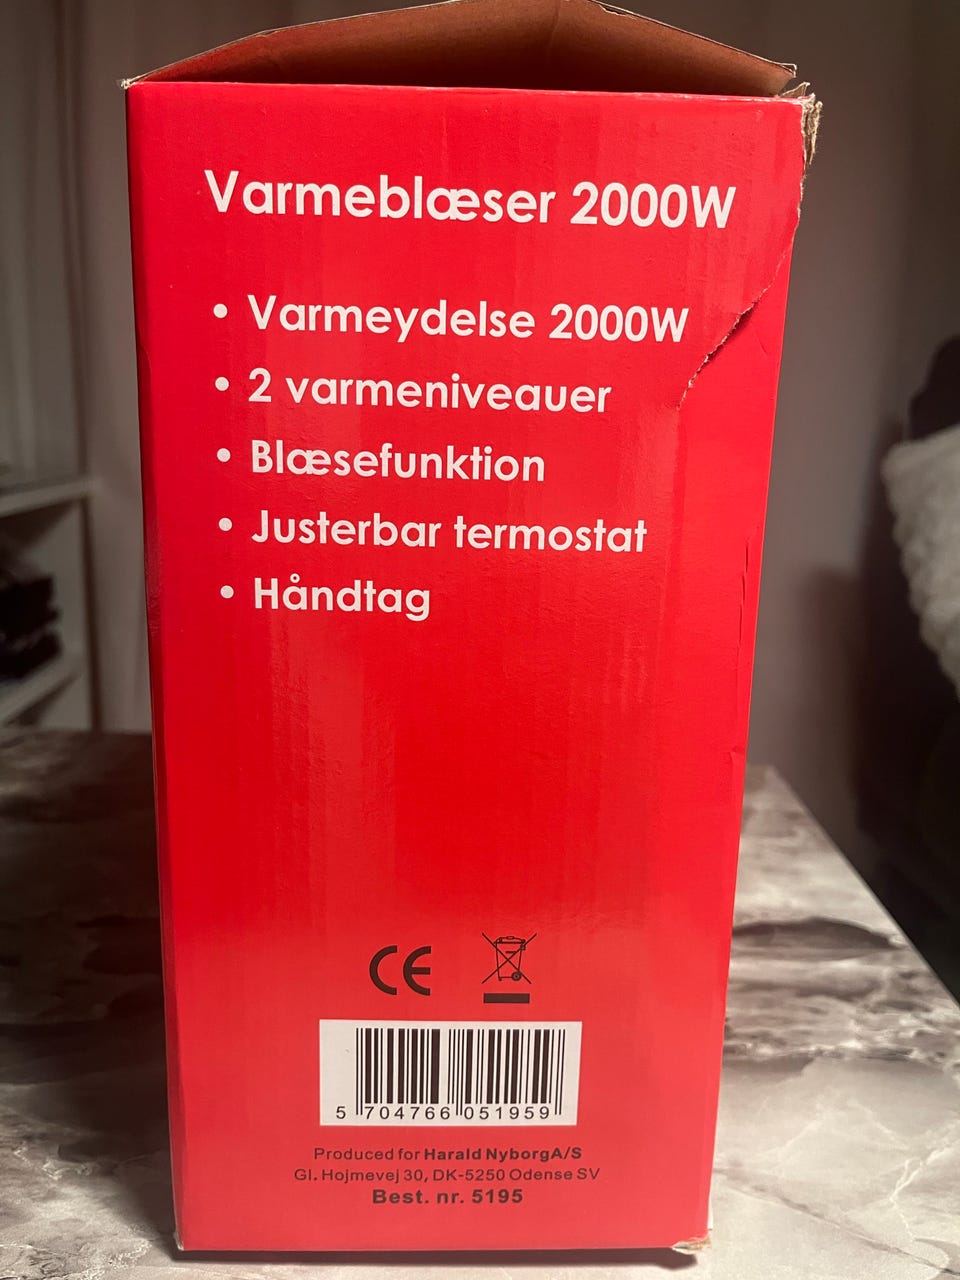 Varmeblæser 2000W
• Varmeydelse 2000W
• 2 varmeniveauer
• Blæsefunktion
• Justerbar termostat
• Håndtag
CE
5 704766 051959
Produced for Harald NyborgA/S
Gl. Hojmevej 30, DK-5250 Odense SV
Best. nr. 5195